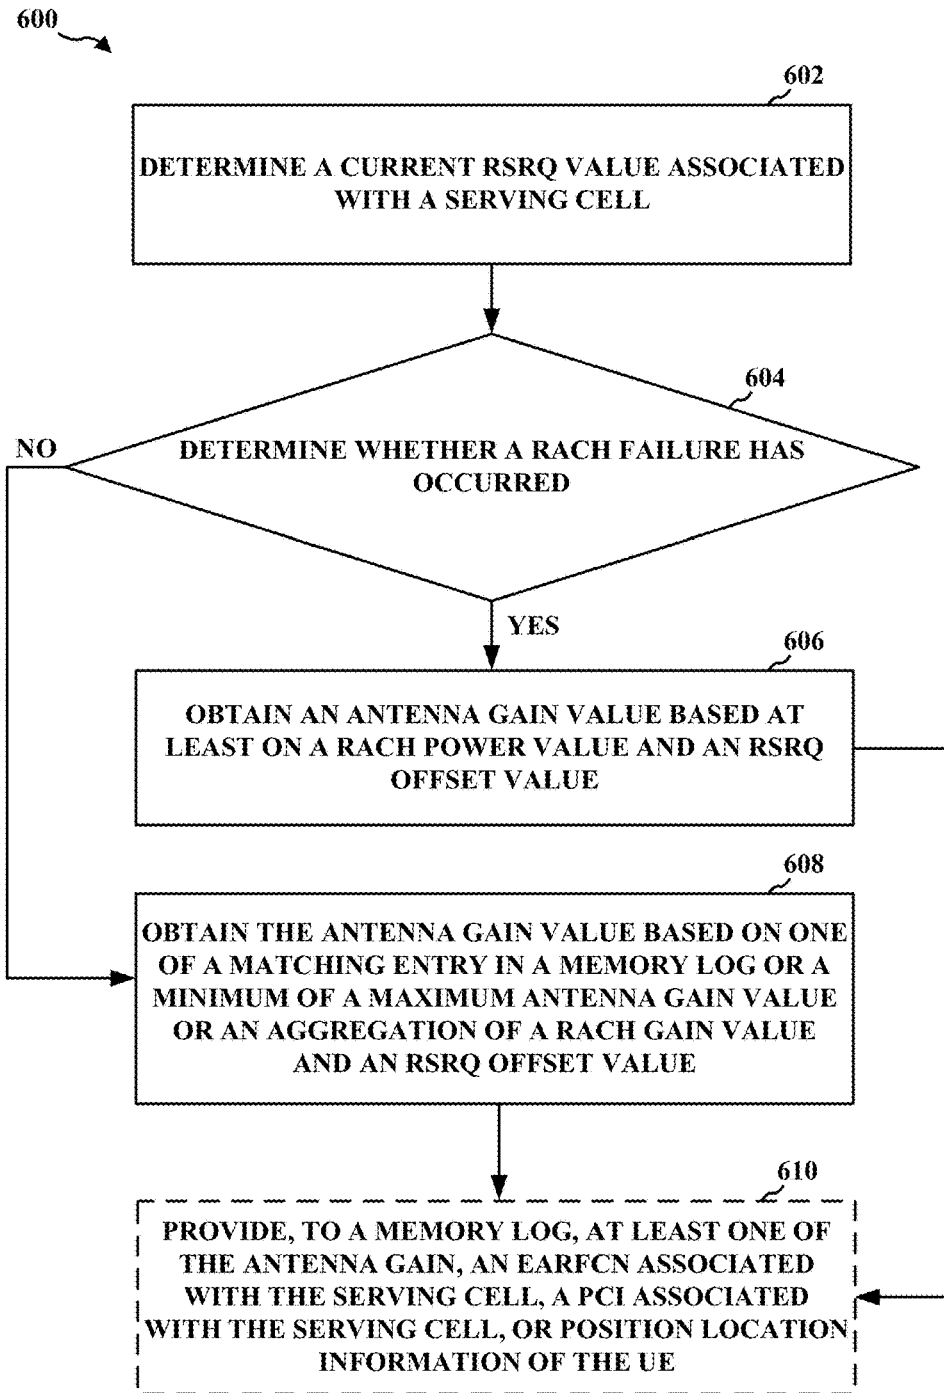 600
602
DETERMINE A CURRENT RSRQ VALUE ASSOCIATED
WITH A SERVING CELL
604
NO
DETERMINE WHETHER A RACH FAILURE HAS
OCCURRED
YES
606
OBTAIN AN ANTENNA GAIN VALUE BASED AT
LEAST ON A RACH POWER VALUE AND AN RSRQ
OFFSET VALUE
608
OBTAIN THE ANTENNA GAIN VALUE BASED ON ONE
OF A MATCHING ENTRY IN A MEMORY LOG OR A
MINIMUM OF A MAXIMUM ANTENNA GAIN VALUE
OR AN AGGREGATION OF A RACH GAIN VALUE
AND AN RSRQ OFFSET VALUE
610
PROVIDE, TO A MEMORY LOG, AT LEAST ONE OF
THE ANTENNA GAIN, AN EARFCN ASSOCIATED
WITH THE SERVING CELL, A PCI ASSOCIATED
WITH THE SERVING CELL, OR POSITION LOCATION
INFORMATION OF THE UE